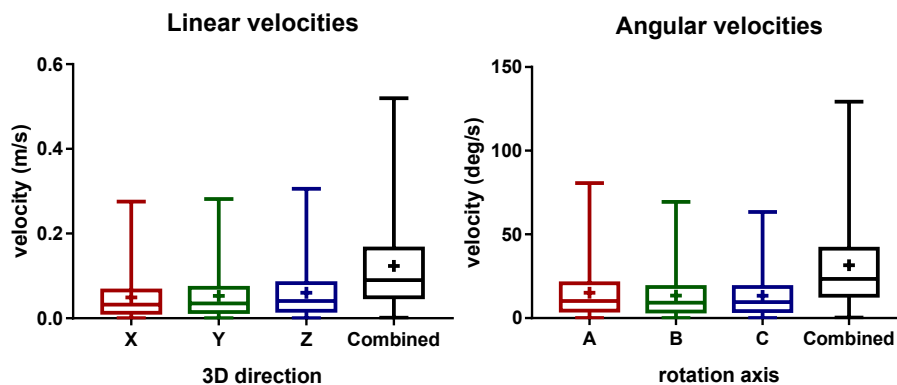 Linear velocities
velocity (m/s)
0.6
0.4
0.2
0.0
X Y Z Combined
3D direction
Angular velocities
velocity (deg/s)
150
100
50
0
A B C Combined
rotation axis